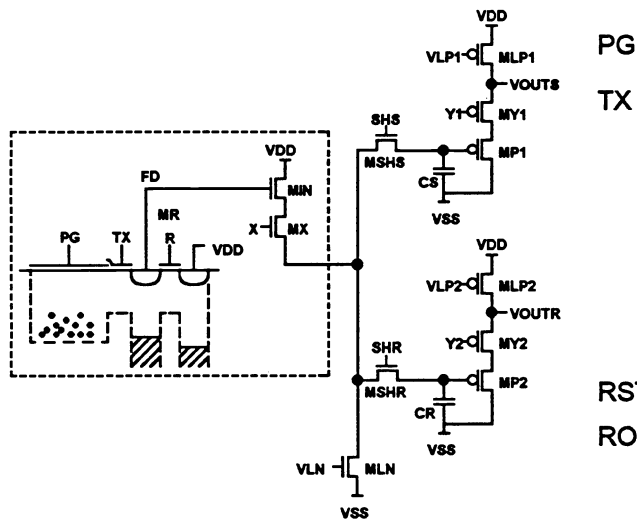 VDD
VLP1 MLP1
VOUTS
Y1 MY1
SHS
MSHS MP1
CS
VSS
VDD
FD MIN
MR
X MX
PG TX R VDD
VDD
VLP2 MLP2
VOUTR
Y2 MY2
SHR
MSHR MP2
CR
VSS
VLN MLN
VSS
PG
TX
RS
RO